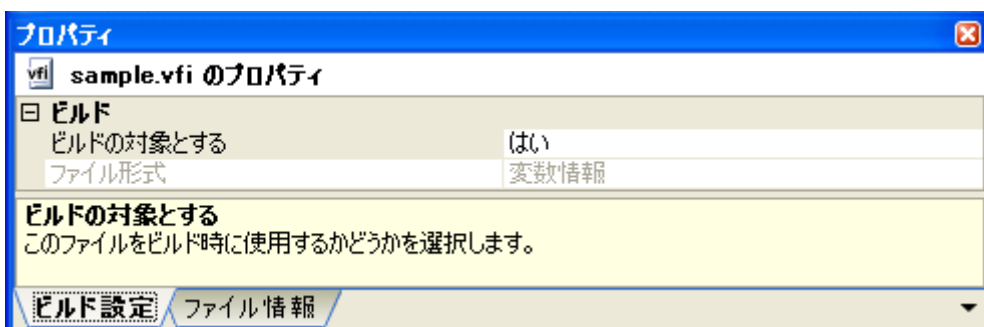 プロパティ
vfi sample.vfi のプロパティ
ビルド
ビルドの対象とする はい
ファイル形式 変数情報
ビルドの対象とする
このファイルをビルド時に使用するかどうかを選択します。
ビルド設定 ファイル情報